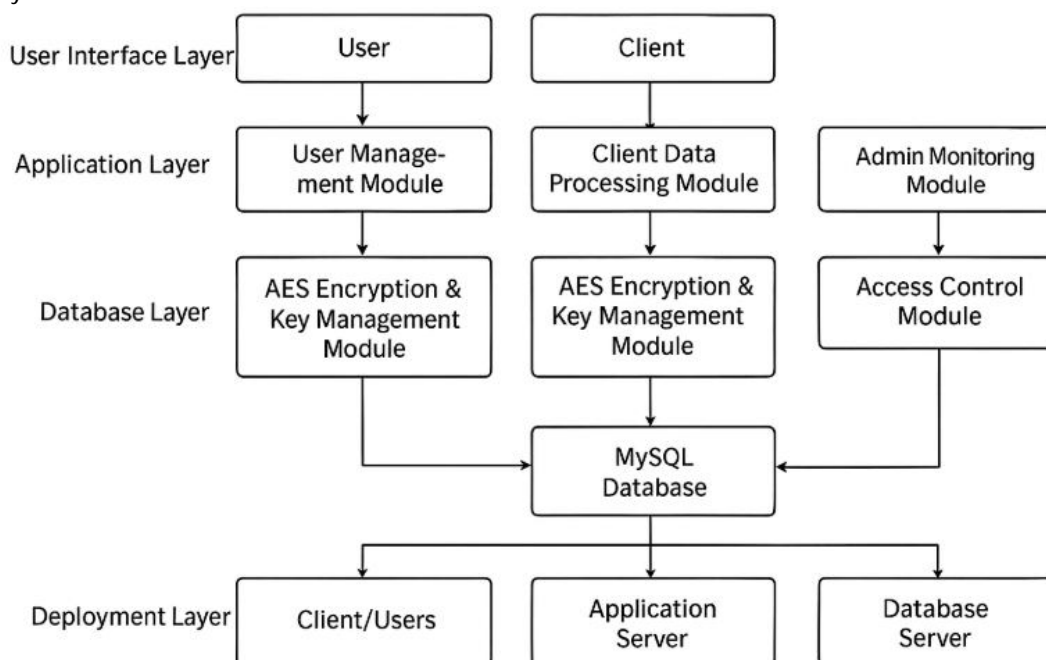 User Interface Layer
User
Client
Application Layer
User Manage-
ment Module
Client Data
Processing Module
Admin Monitoring
Module
Database Layer
AES Encryption &
Key Management
Module
AES Encryption &
Key Management
Module
Access Control
Module
MySQL
Database
Deployment Layer
Client/Users
Application
Server
Database
Server